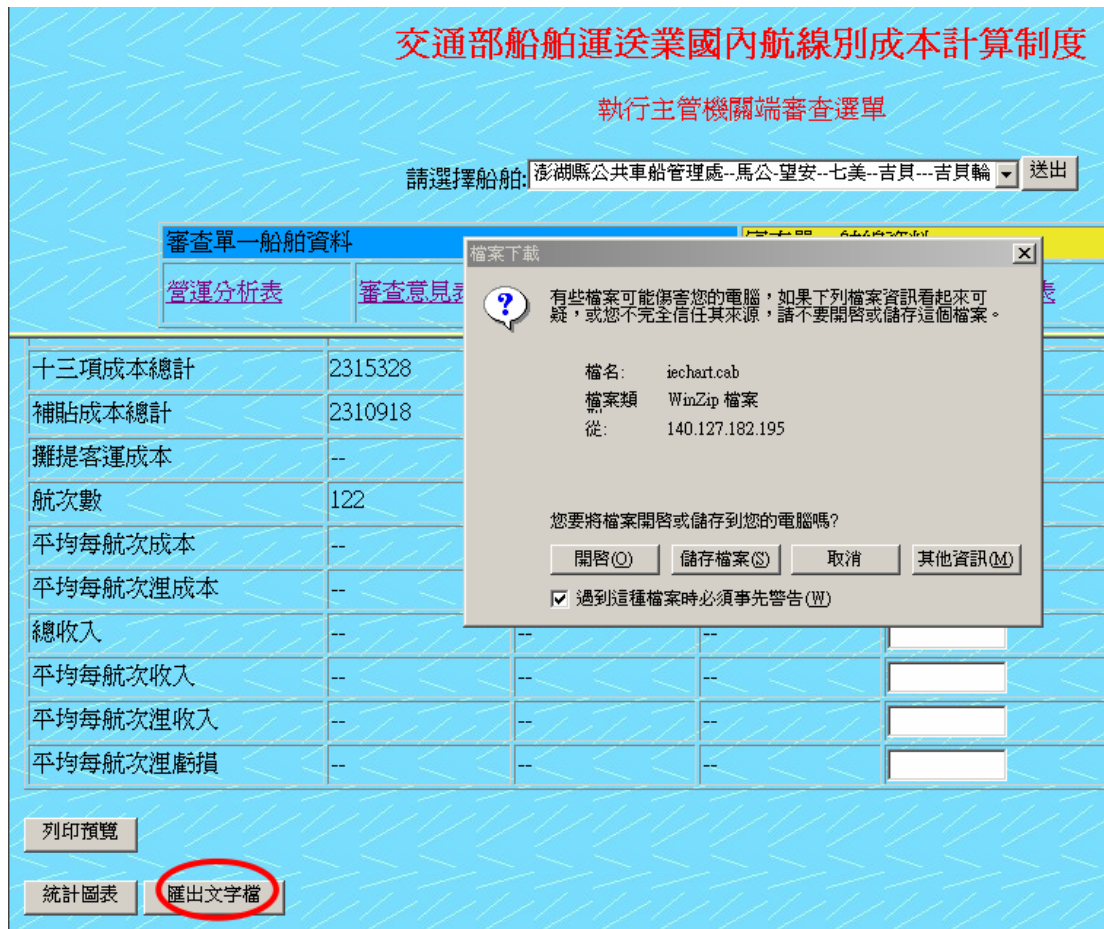 交通部船舶運送業國內航線別成本計算制度
執行主管機關端審查選單
請選擇船舶: 澎湖縣公共車船管理處--馬公-望安--七美--吉貝---吉貝輪 送出
審查單一船舶資料
營運分析表 審查意見表
檔案下載
有些檔案可能傷害您的電腦，如果下列檔案資訊看起來可
疑，或您不完全信任其來源，請不要開啓或儲存這個檔案。
檔名: iechart.cab
檔案類 WinZip 檔案
從: 140.127.182.195
您要將檔案開啓或儲存到您的電腦嗎?
開啓(O) 儲存檔案(S) 取消 其他資訊(M)
遇到這種檔案時必須事先警告(W)
十三項成本總計 2315328
補貼成本總計 2310918
攤提客運成本 --
航次數 122
平均每航次成本 --
平均每航次浬成本 --
總收入 -- -- --
平均每航次收入 -- -- --
平均每航次浬收入 -- -- --
平均每航次浬虧損 -- -- --
列印預覽
統計圖表 匯出文字檔